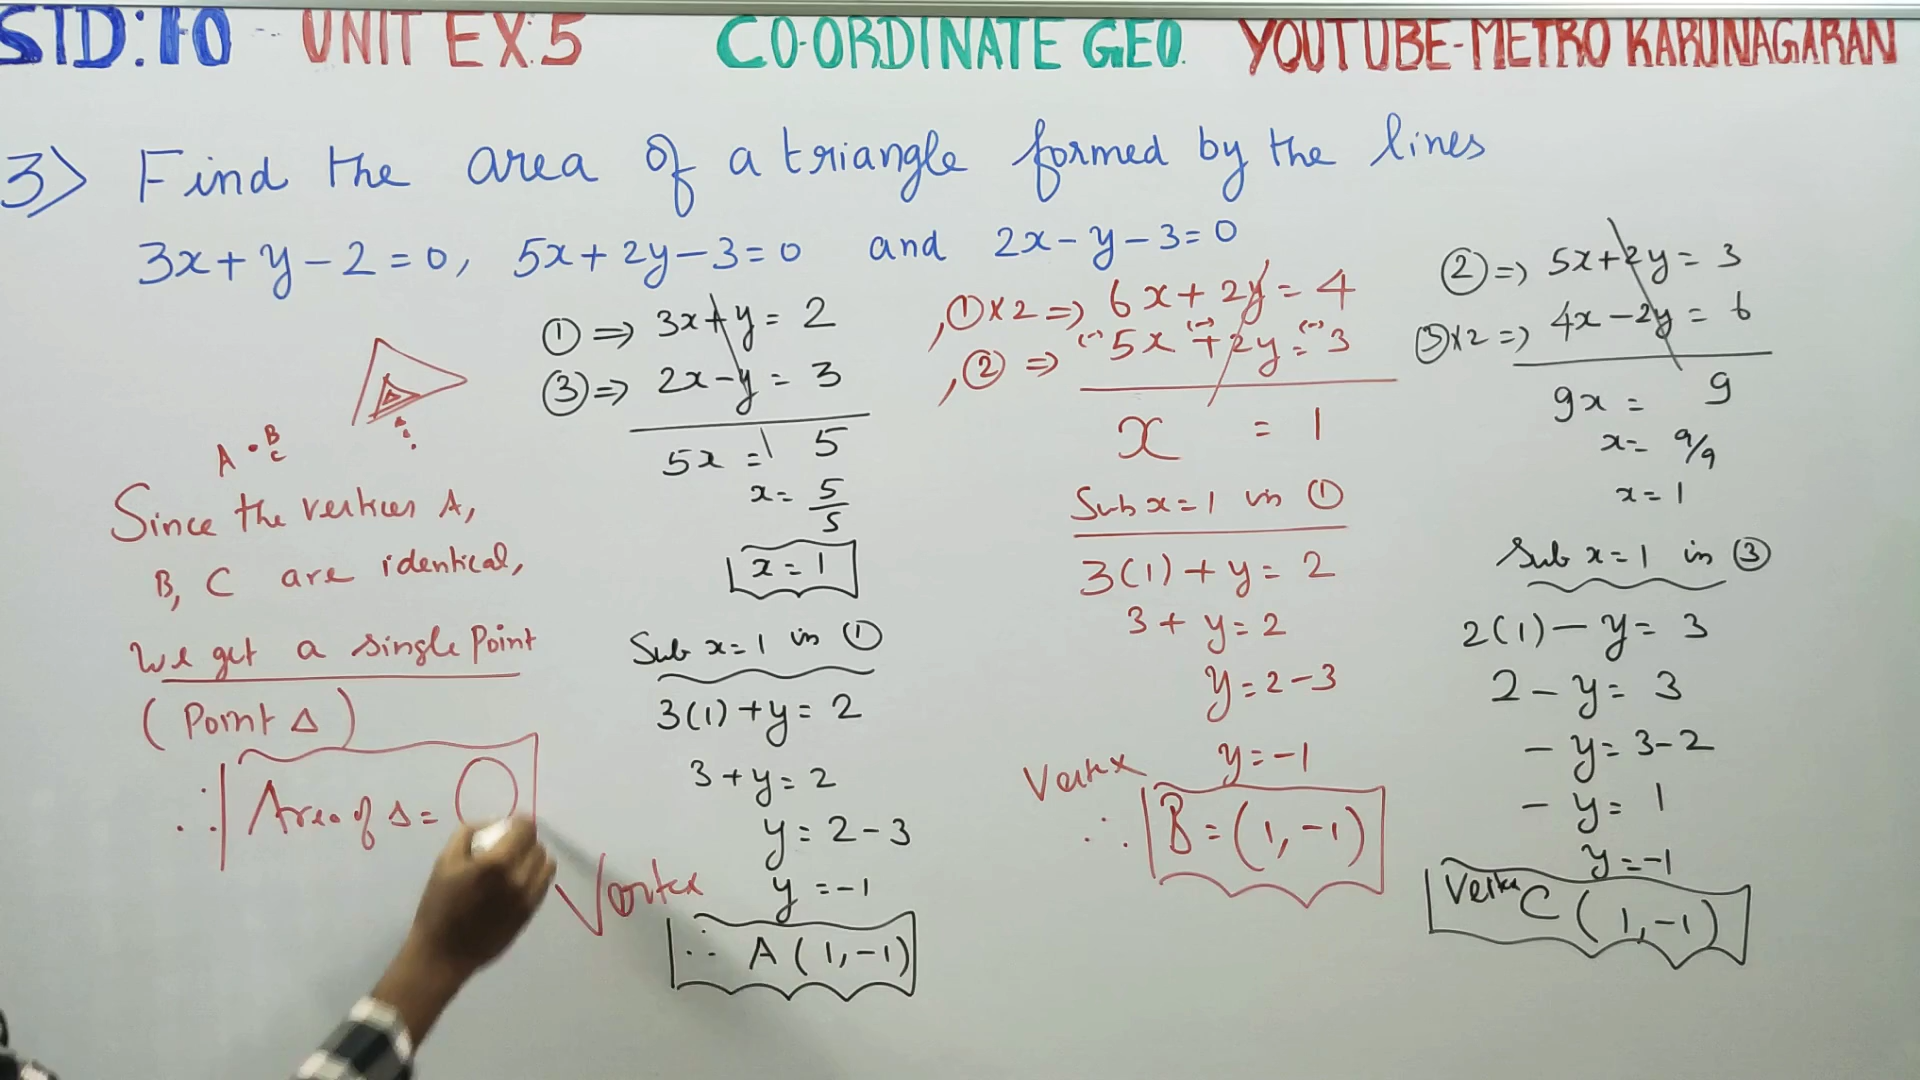 STD:10 UNIT EX:5 CO-ORDINATE GEO. YOUTUBE-METRO KARUNAGARAN
3) Find the area of a triangle formed by the lines
3x+y-2=0, 5x+2y-3=0 and 2x-y-3=0
A B
C
Since the vertices A,
B, C are identical,
We get a single point
(Point Δ)
∴ Area of Δ = 0
① ⇒ 3x+y = 2
③ ⇒ 2x-y = 3
5x = 5
x = 5/5
x = 1
Sub x=1 in ①
3(1)+y = 2
3+y = 2
y = 2-3
y = -1
Vertex
∴ A(1,-1)
①×2 ⇒ 6x+2y = 4
② ⇒ (-)5x (-)+2y = (-)3
x = 1
Sub x=1 in ①
3(1)+y = 2
3+y = 2
y = 2-3
y = -1
Vertex
∴ B = (1,-1)
② ⇒ 5x+2y = 3
③×2 ⇒ 4x-2y = 6
9x = 9
x = 9/9
x = 1
Sub x=1 in ③
2(1)-y = 3
2-y = 3
-y = 3-2
-y = 1
y = -1
Vertex C(1,-1)